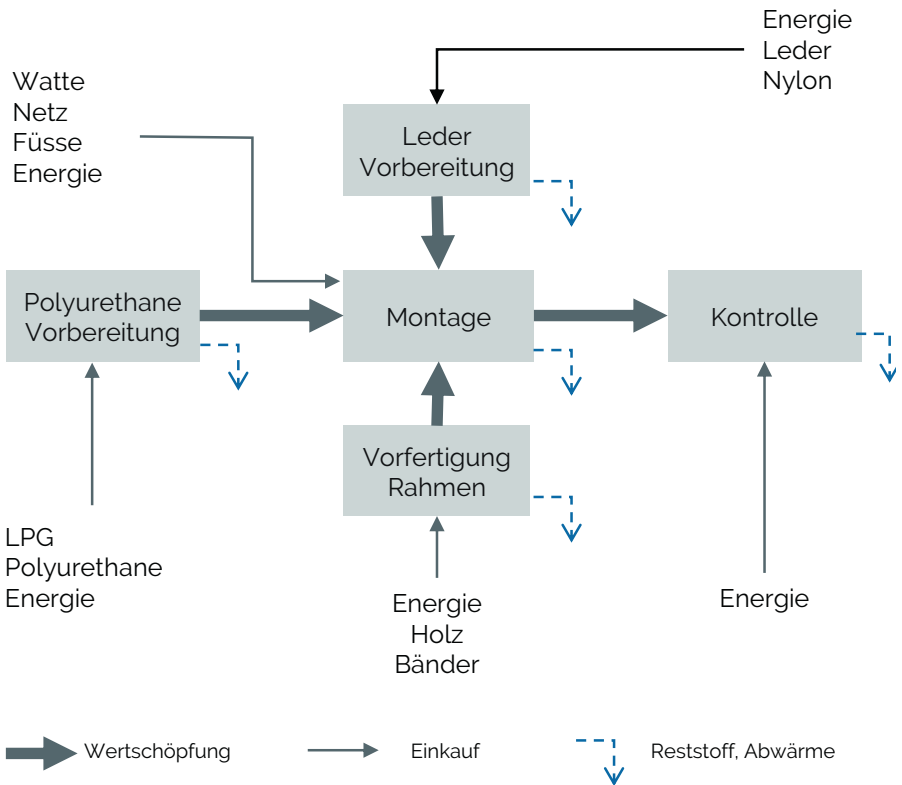 Energie
Leder
Nylon
Watte
Netz
Füsse
Energie
Leder
Vorbereitung
Polyurethane
Vorbereitung
Montage
Kontrolle
Vorfertigung
Rahmen
LPG
Polyurethane
Energie
Energie
Holz
Bänder
Energie
Wertschöpfung
Einkauf
Reststoff, Abwärme